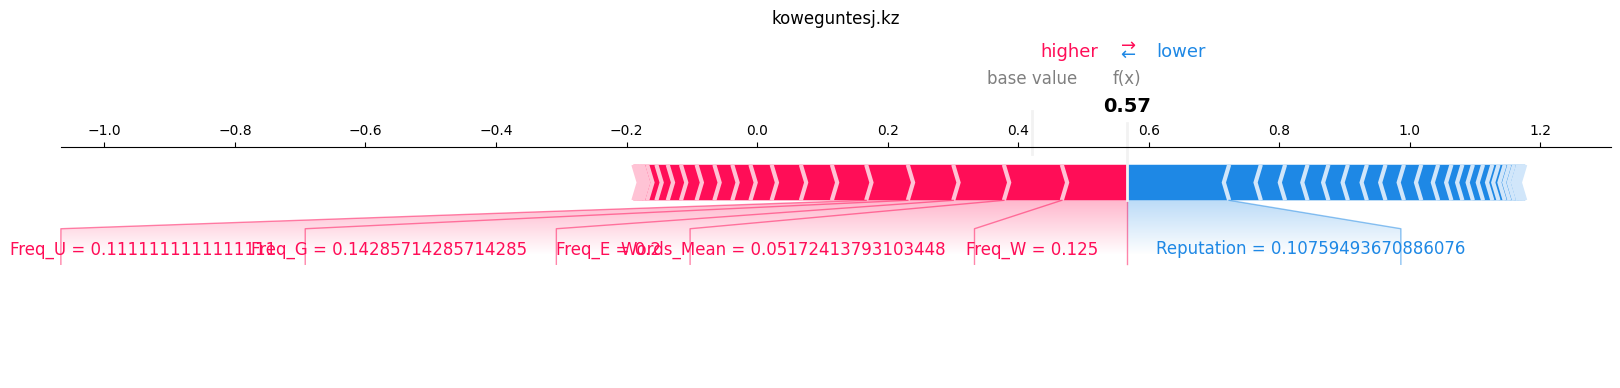 koweguntesj.kz
higher ⇄ lower
base value f(x)
0.57
−1.0 −0.8 −0.6 −0.4 −0.2 0.0 0.2 0.4 0.6 0.8 1.0 1.2
Freq_U = 0.1111111111111111 Freq_G = 0.14285714285714285 Freq_E = 0.2 Words_Mean = 0.05172413793103448 Freq_W = 0.125 Reputation = 0.10759493670886076